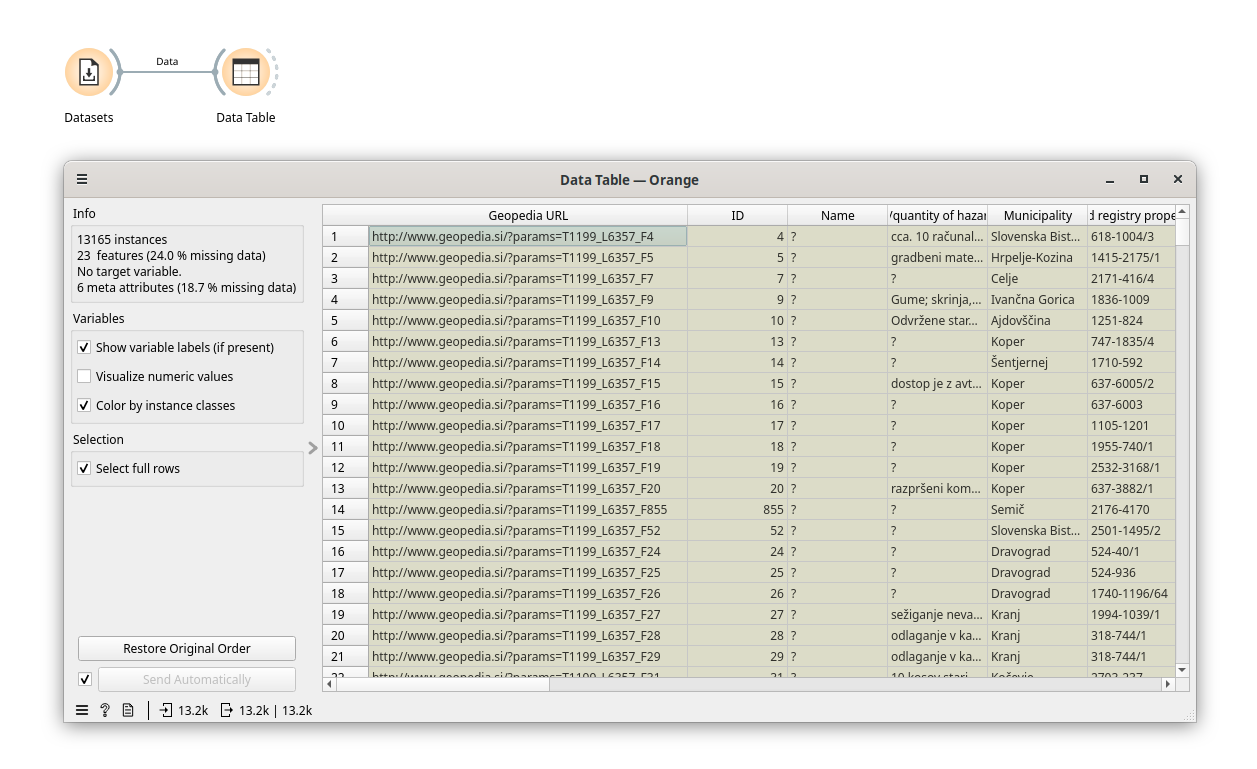 Data
Datasets
Data Table
Data Table — Orange
Info
13165 instances
23 features (24.0 % missing data)
No target variable.
6 meta attributes (18.7 % missing data)
Variables
Show variable labels (if present)
Visualize numeric values
Color by instance classes
Selection
Select full rows
Restore Original Order
Send Automatically
13.2k 13.2k | 13.2k
Geopedia URL ID Name /quantity of hazar Municipality d registry prope
1 http://www.geopedia.si/?params=T1199_L6357_F4 4 ? cca. 10 računal... Slovenska Bist... 618-1004/3
2 http://www.geopedia.si/?params=T1199_L6357_F5 5 ? gradbeni mate... Hrpelje-Kozina 1415-2175/1
3 http://www.geopedia.si/?params=T1199_L6357_F7 7 ? ? Celje 2171-416/4
4 http://www.geopedia.si/?params=T1199_L6357_F9 9 ? Gume; skrinja,... Ivančna Gorica 1836-1009
5 http://www.geopedia.si/?params=T1199_L6357_F10 10 ? Odvržene star... Ajdovščina 1251-824
6 http://www.geopedia.si/?params=T1199_L6357_F13 13 ? ? Koper 747-1835/4
7 http://www.geopedia.si/?params=T1199_L6357_F14 14 ? ? Šentjernej 1710-592
8 http://www.geopedia.si/?params=T1199_L6357_F15 15 ? dostop je z avt... Koper 637-6005/2
9 http://www.geopedia.si/?params=T1199_L6357_F16 16 ? ? Koper 637-6003
10 http://www.geopedia.si/?params=T1199_L6357_F17 17 ? ? Koper 1105-1201
11 http://www.geopedia.si/?params=T1199_L6357_F18 18 ? ? Koper 1955-740/1
12 http://www.geopedia.si/?params=T1199_L6357_F19 19 ? ? Koper 2532-3168/1
13 http://www.geopedia.si/?params=T1199_L6357_F20 20 ? razpršeni kom... Koper 637-3882/1
14 http://www.geopedia.si/?params=T1199_L6357_F855 855 ? ? Semič 2176-4170
15 http://www.geopedia.si/?params=T1199_L6357_F52 52 ? ? Slovenska Bist... 2501-1495/2
16 http://www.geopedia.si/?params=T1199_L6357_F24 24 ? ? Dravograd 524-40/1
17 http://www.geopedia.si/?params=T1199_L6357_F25 25 ? ? Dravograd 524-936
18 http://www.geopedia.si/?params=T1199_L6357_F26 26 ? ? Dravograd 1740-1196/64
19 http://www.geopedia.si/?params=T1199_L6357_F27 27 ? sežiganje neva... Kranj 1994-1039/1
20 http://www.geopedia.si/?params=T1199_L6357_F28 28 ? odlaganje v ka... Kranj 318-744/1
21 http://www.geopedia.si/?params=T1199_L6357_F29 29 ? odlaganje v ka... Kranj 318-744/1